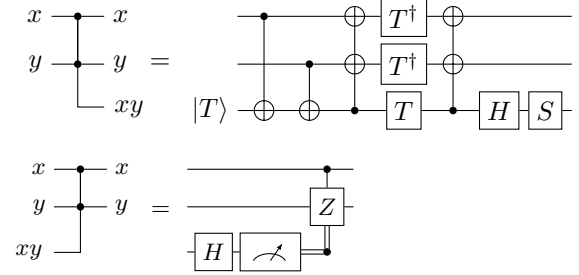 x x T†
y y = T†
xy |T⟩ T H S
x x
y y = Z
xy H